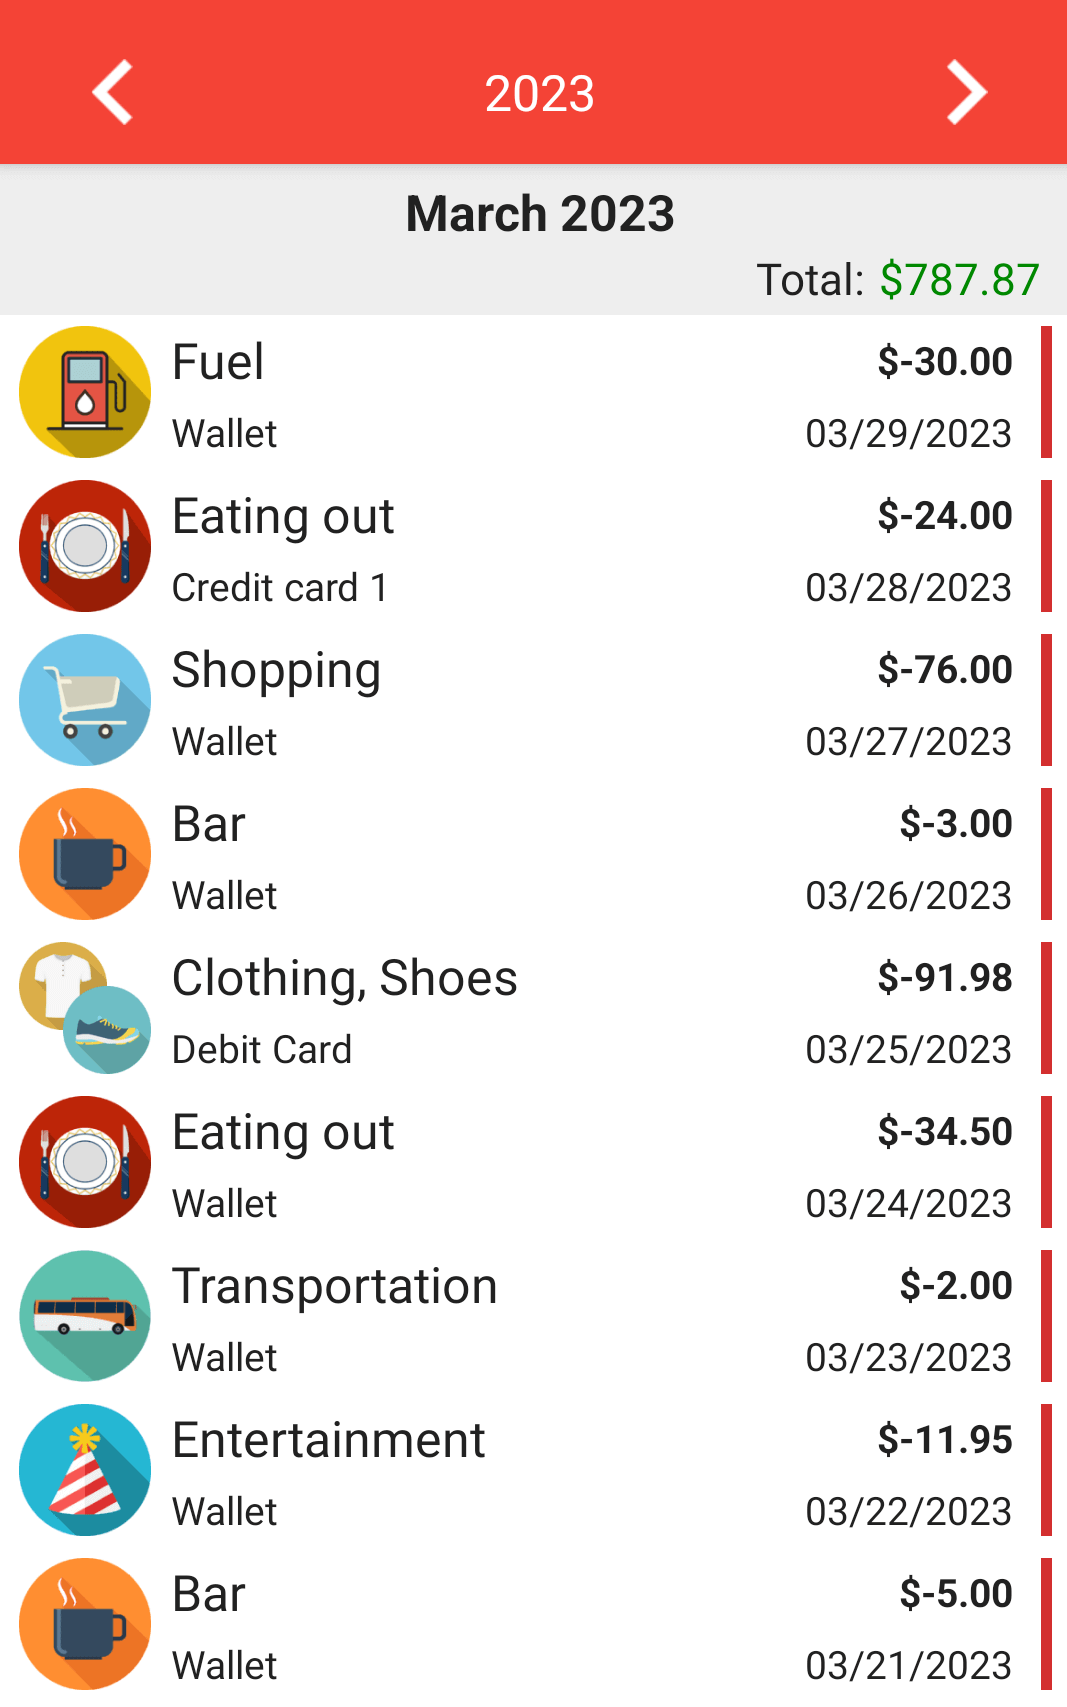 2023
March 2023
Total: $787.87
Fuel $-30.00
Wallet 03/29/2023
Eating out $-24.00
Credit card 1 03/28/2023
Shopping $-76.00
Wallet 03/27/2023
Bar $-3.00
Wallet 03/26/2023
Clothing, Shoes $-91.98
Debit Card 03/25/2023
Eating out $-34.50
Wallet 03/24/2023
Transportation $-2.00
Wallet 03/23/2023
Entertainment $-11.95
Wallet 03/22/2023
Bar $-5.00
Wallet 03/21/2023